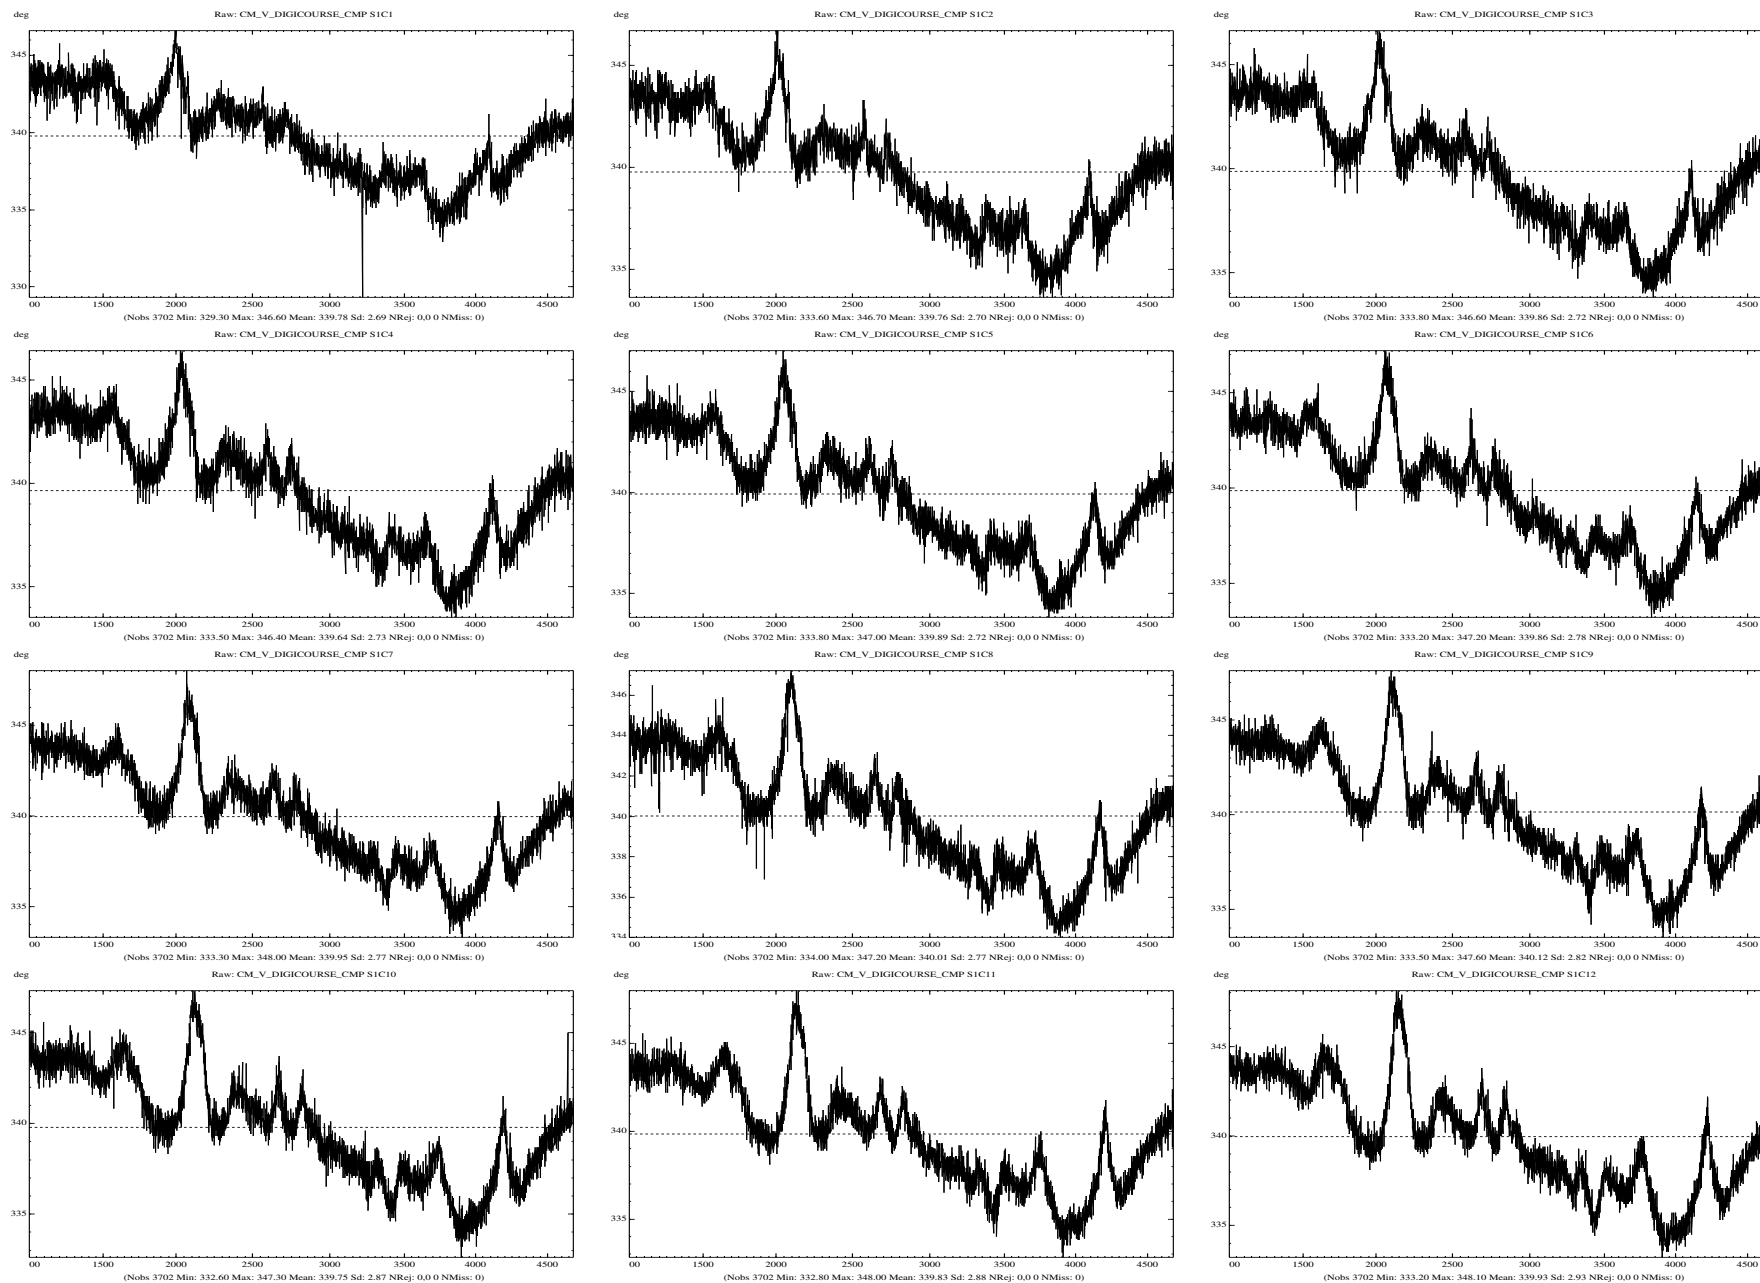 deg Raw: CM_V_DIGICOURSE_CMP S1C1
345
340
335
330
00 1500 2000 2500 3000 3500 4000 4500
(Nobs 3702 Min: 329.30 Max: 346.60 Mean: 339.78 Sd: 2.69 NRej: 0,0 0 NMiss: 0)
deg Raw: CM_V_DIGICOURSE_CMP S1C2
345
340
335
00 1500 2000 2500 3000 3500 4000 4500
(Nobs 3702 Min: 333.60 Max: 346.70 Mean: 339.76 Sd: 2.70 NRej: 0,0 0 NMiss: 0)
deg Raw: CM_V_DIGICOURSE_CMP S1C3
345
340
335
00 1500 2000 2500 3000 3500 4000 4500
(Nobs 3702 Min: 333.80 Max: 346.60 Mean: 339.86 Sd: 2.72 NRej: 0,0 0 NMiss: 0)
deg Raw: CM_V_DIGICOURSE_CMP S1C4
345
340
335
00 1500 2000 2500 3000 3500 4000 4500
(Nobs 3702 Min: 333.50 Max: 346.40 Mean: 339.64 Sd: 2.73 NRej: 0,0 0 NMiss: 0)
deg Raw: CM_V_DIGICOURSE_CMP S1C5
345
340
335
00 1500 2000 2500 3000 3500 4000 4500
(Nobs 3702 Min: 333.80 Max: 347.00 Mean: 339.89 Sd: 2.72 NRej: 0,0 0 NMiss: 0)
deg Raw: CM_V_DIGICOURSE_CMP S1C6
345
340
335
00 1500 2000 2500 3000 3500 4000 4500
(Nobs 3702 Min: 333.20 Max: 347.20 Mean: 339.86 Sd: 2.78 NRej: 0,0 0 NMiss: 0)
deg Raw: CM_V_DIGICOURSE_CMP S1C7
345
340
335
00 1500 2000 2500 3000 3500 4000 4500
(Nobs 3702 Min: 333.30 Max: 348.00 Mean: 339.95 Sd: 2.77 NRej: 0,0 0 NMiss: 0)
deg Raw: CM_V_DIGICOURSE_CMP S1C8
346
344
342
340
338
336
334
00 1500 2000 2500 3000 3500 4000 4500
(Nobs 3702 Min: 334.00 Max: 347.20 Mean: 340.01 Sd: 2.77 NRej: 0,0 0 NMiss: 0)
deg Raw: CM_V_DIGICOURSE_CMP S1C9
345
340
335
00 1500 2000 2500 3000 3500 4000 4500
(Nobs 3702 Min: 333.50 Max: 347.60 Mean: 340.12 Sd: 2.82 NRej: 0,0 0 NMiss: 0)
deg Raw: CM_V_DIGICOURSE_CMP S1C10
345
340
335
00 1500 2000 2500 3000 3500 4000 4500
(Nobs 3702 Min: 332.60 Max: 347.30 Mean: 339.75 Sd: 2.87 NRej: 0,0 0 NMiss: 0)
deg Raw: CM_V_DIGICOURSE_CMP S1C11
345
340
335
00 1500 2000 2500 3000 3500 4000 4500
(Nobs 3702 Min: 332.80 Max: 348.00 Mean: 339.83 Sd: 2.88 NRej: 0,0 0 NMiss: 0)
deg Raw: CM_V_DIGICOURSE_CMP S1C12
345
340
335
00 1500 2000 2500 3000 3500 4000 4500
(Nobs 3702 Min: 333.20 Max: 348.10 Mean: 339.93 Sd: 2.93 NRej: 0,0 0 NMiss: 0)